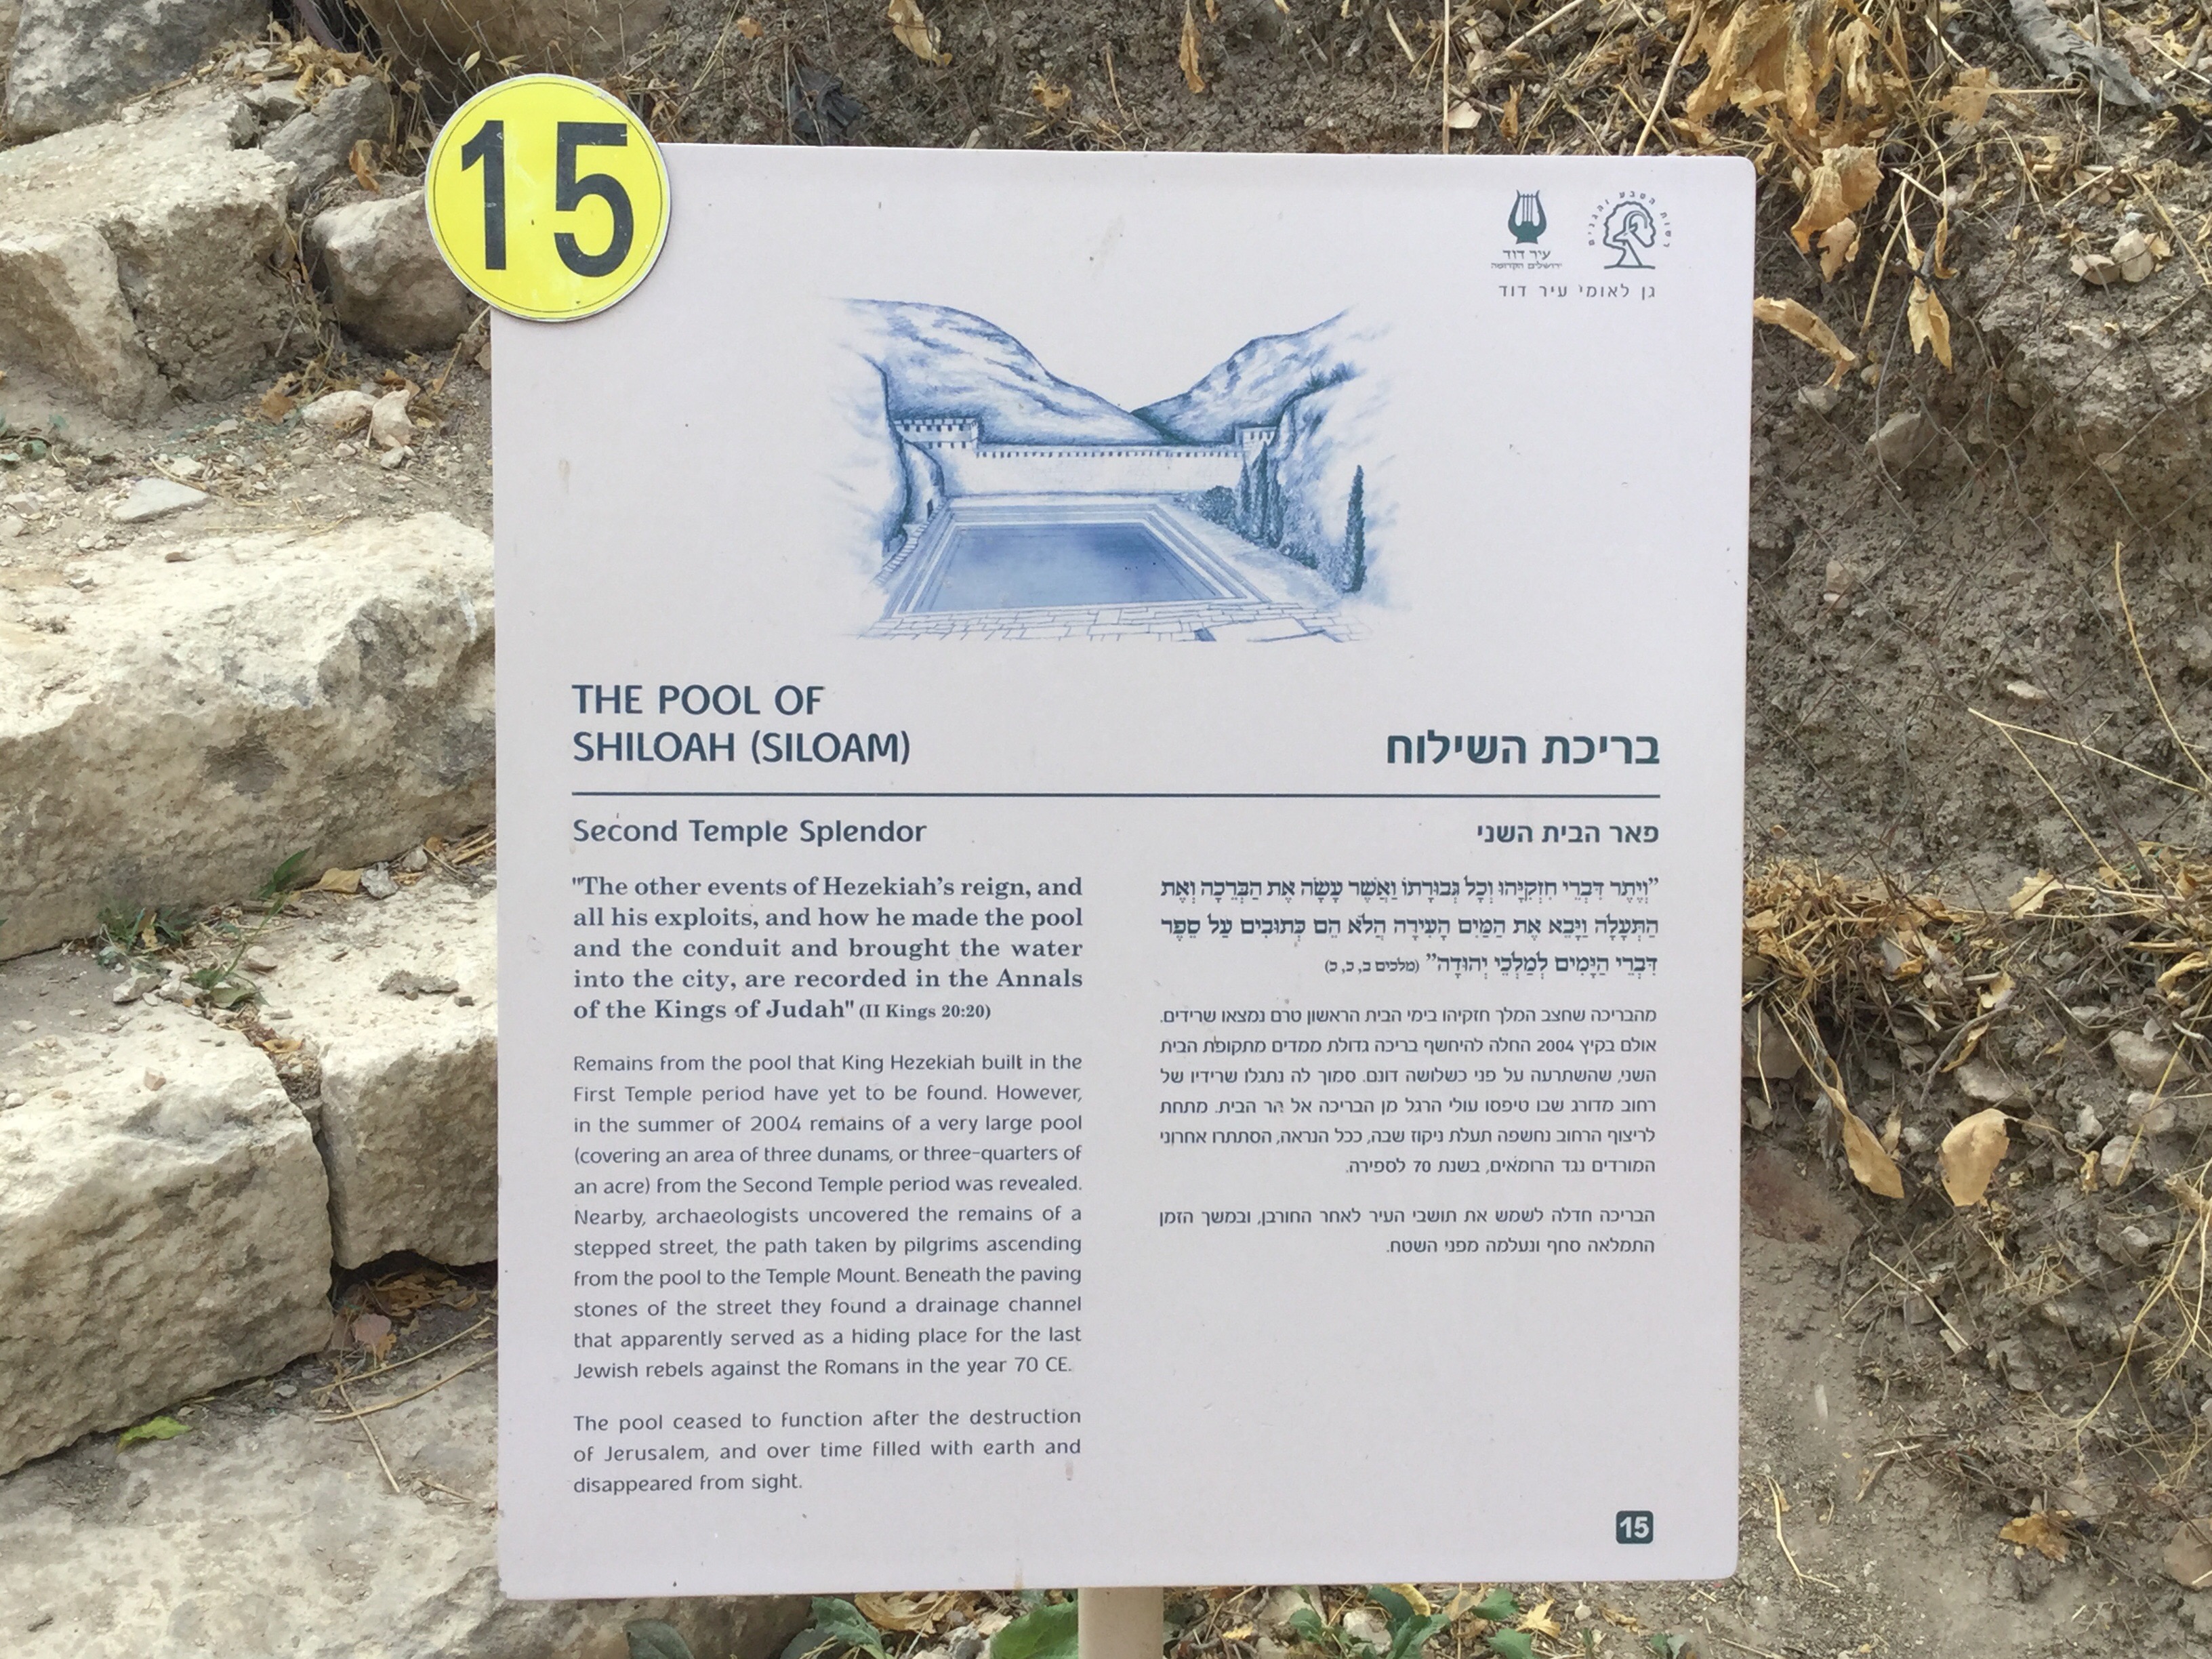 15
רשות הטבע והגנים
עיר דוד
ירושלים הקדומה
גן לאומי עיר דוד
THE POOL OF
SHILOAH (SILOAM)
Second Temple Splendor
"The other events of Hezekiah's reign, and
all his exploits, and how he made the pool
and the conduit and brought the water
into the city, are recorded in the Annals
of the Kings of Judah" (II Kings 20:20)
Remains from the pool that King Hezekiah built in the
First Temple period have yet to be found. However,
in the summer of 2004 remains of a very large pool
(covering an area of three dunams, or three-quarters of
an acre) from the Second Temple period was revealed.
Nearby, archaeologists uncovered the remains of a
stepped street, the path taken by pilgrims ascending
from the pool to the Temple Mount. Beneath the paving
stones of the street they found a drainage channel
that apparently served as a hiding place for the last
Jewish rebels against the Romans in the year 70 CE.
The pool ceased to function after the destruction
of Jerusalem, and over time filled with earth and
disappeared from sight.
בריכת השילוח
פאר הבית השני
"וְיֶתֶר דִּבְרֵי חִזְקִיָּהוּ וְכָל גְּבוּרָתוֹ וַאֲשֶׁר עָשָׂה אֶת הַבְּרֵכָה וְאֶת
הַתְּעָלָה וַיָּבֵא אֶת הַמַּיִם הָעִירָה הֲלֹא הֵם כְּתוּבִים עַל סֵפֶר
דִּבְרֵי הַיָּמִים לְמַלְכֵי יְהוּדָה" (מלכים ב, כ, כ)
מהבריכה שחצב המלך חזקיהו בימי הבית הראשון טרם נמצאו שרידים.
אולם בקיץ 2004 החלה להיחשף בריכה גדולת ממדים מתקופת הבית
השני, שהשתרעה על פני כשלושה דונם. סמוך לה נתגלו שרידיו של
רחוב מדורג שבו טיפסו עולי הרגל מן הבריכה אל הר הבית. מתחת
לריצוף הרחוב נחשפה תעלת ניקוז שבה, ככל הנראה, הסתתרו אחרוני
המורדים נגד הרומאים, בשנת 70 לספירה.
הבריכה חדלה לשמש את תושבי העיר לאחר החורבן, ובמשך הזמן
התמלאה סחף ונעלמה מפני השטח.
15